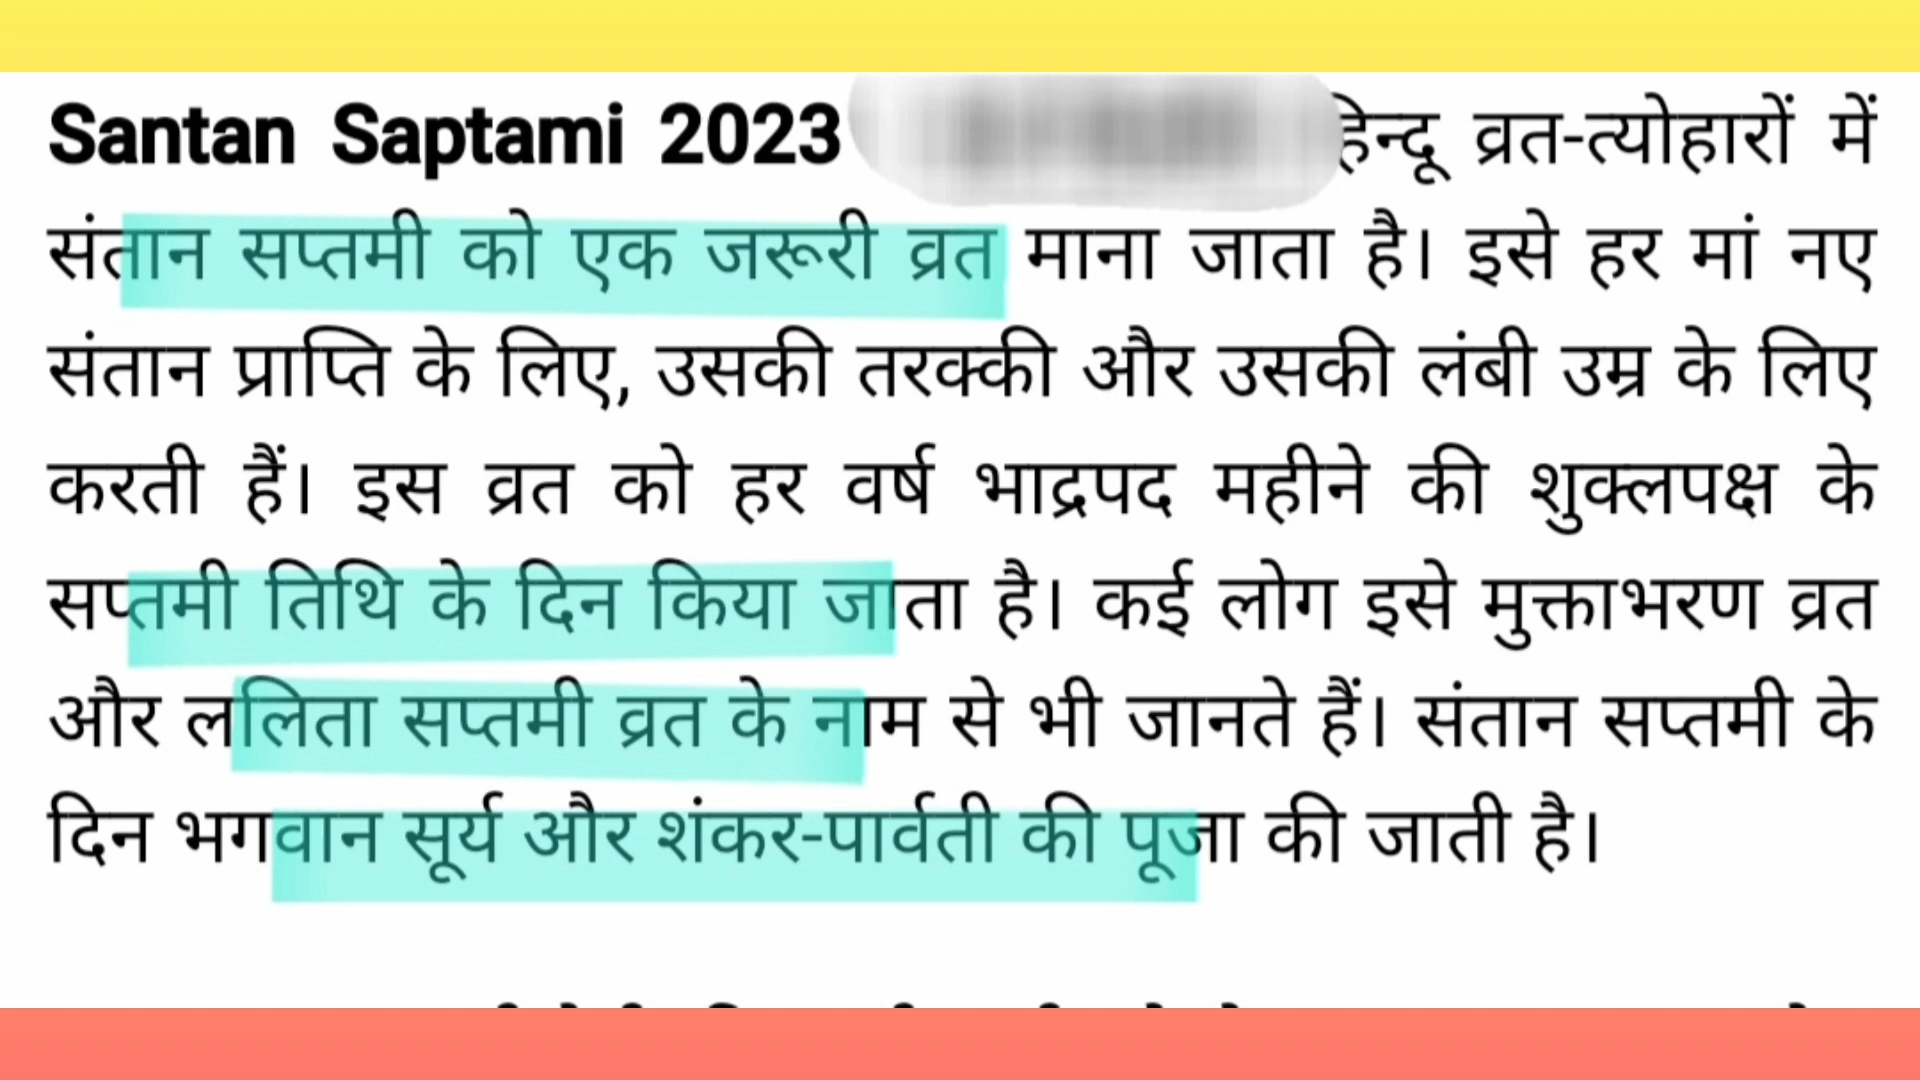 Santan Saptami 2023 हिन्दू व्रत-त्योहारों में
संतान सप्तमी को एक जरूरी व्रत माना जाता है। इसे हर मां नए
संतान प्राप्ति के लिए, उसकी तरक्की और उसकी लंबी उम्र के लिए
करती हैं। इस व्रत को हर वर्ष भाद्रपद महीने की शुक्लपक्ष के
सप्तमी तिथि के दिन किया जाता है। कई लोग इसे मुक्ताभरण व्रत
और ललिता सप्तमी व्रत के नाम से भी जानते हैं। संतान सप्तमी के
दिन भगवान सूर्य और शंकर-पार्वती की पूजा की जाती है।